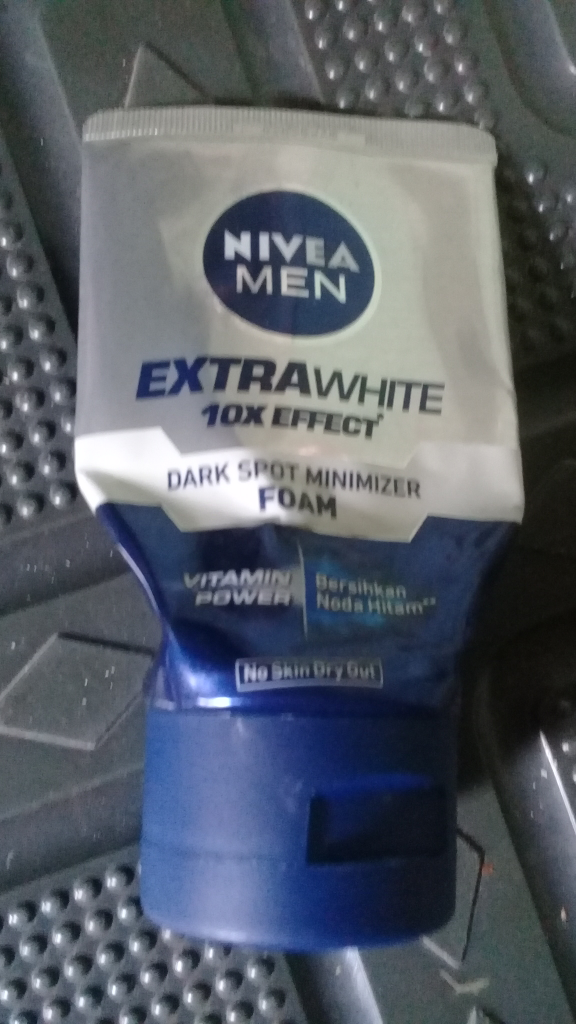 NIVEA
MEN
EXTRAWHITE
10X EFFECT*
DARK SPOT MINIMIZER
FOAM
VITAMIN
POWER
Bersihkan
Noda Hitam**
No Skin Dry Out